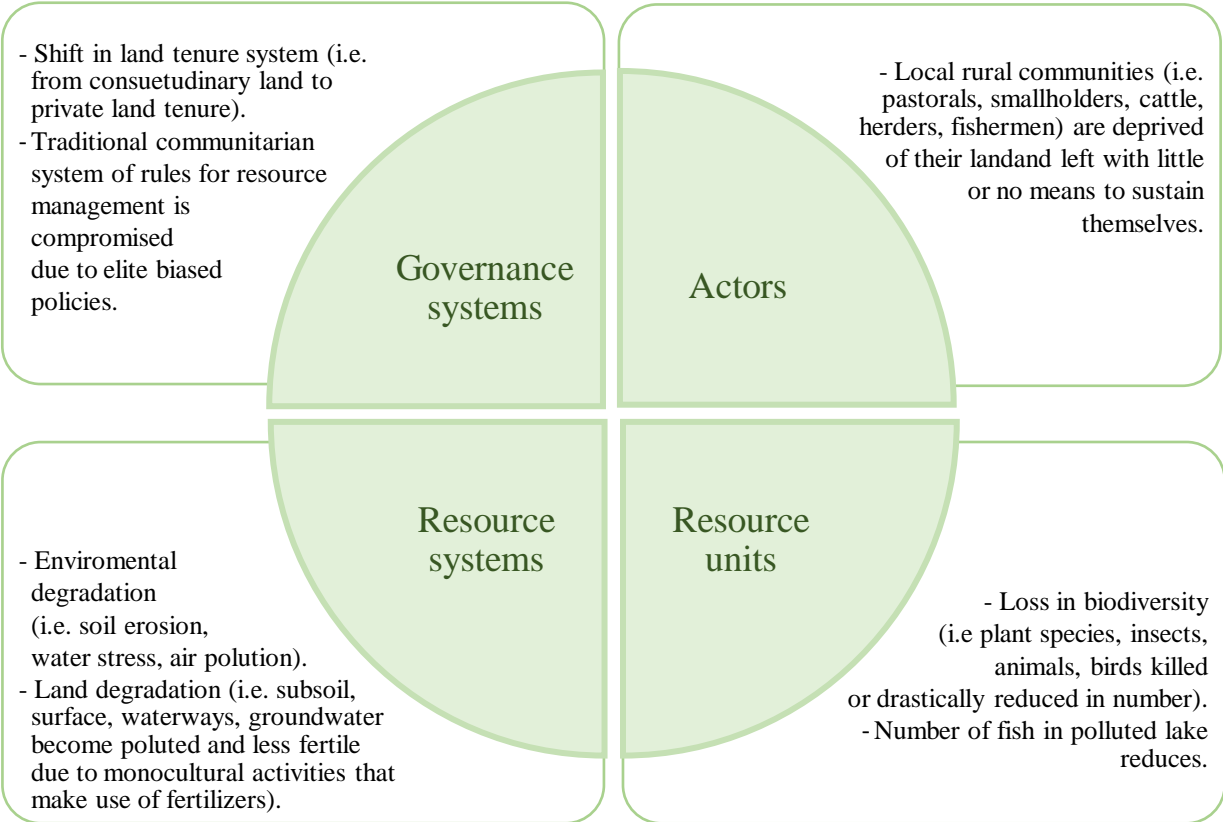 - Shift in land tenure system (i.e.
from consuetudinary land to
private land tenure).
- Traditional communitarian
system of rules for resource
management is
compromised
due to elite biased
policies.
- Local rural communities (i.e.
pastorals, smallholders, cattle,
herders, fishermen) are deprived
of their landand left with little
or no means to sustain
themselves.
Governance
systems
Actors
Resource
systems
Resource
units
- Enviromental
degradation
(i.e. soil erosion,
water stress, air polution).
- Land degradation (i.e. subsoil,
surface, waterways, groundwater
become poluted and less fertile
due to monocultural activities that
make use of fertilizers).
- Loss in biodiversity
(i.e plant species, insects,
animals, birds killed
or drastically reduced in number).
- Number of fish in polluted lake
reduces.